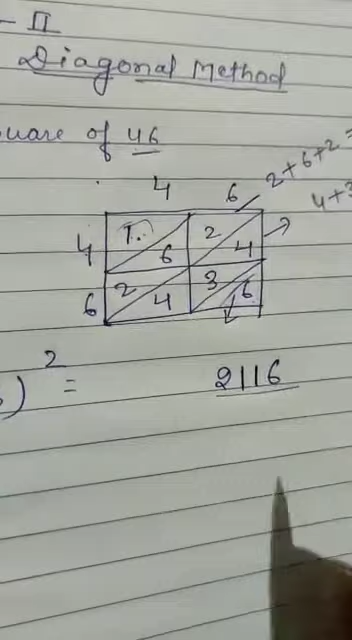 -II
Diagonal Method
uare of 46
2+6+2=
4+3
4 6
4 1 6 2 4
6 2 4 3 6
)² = 2116